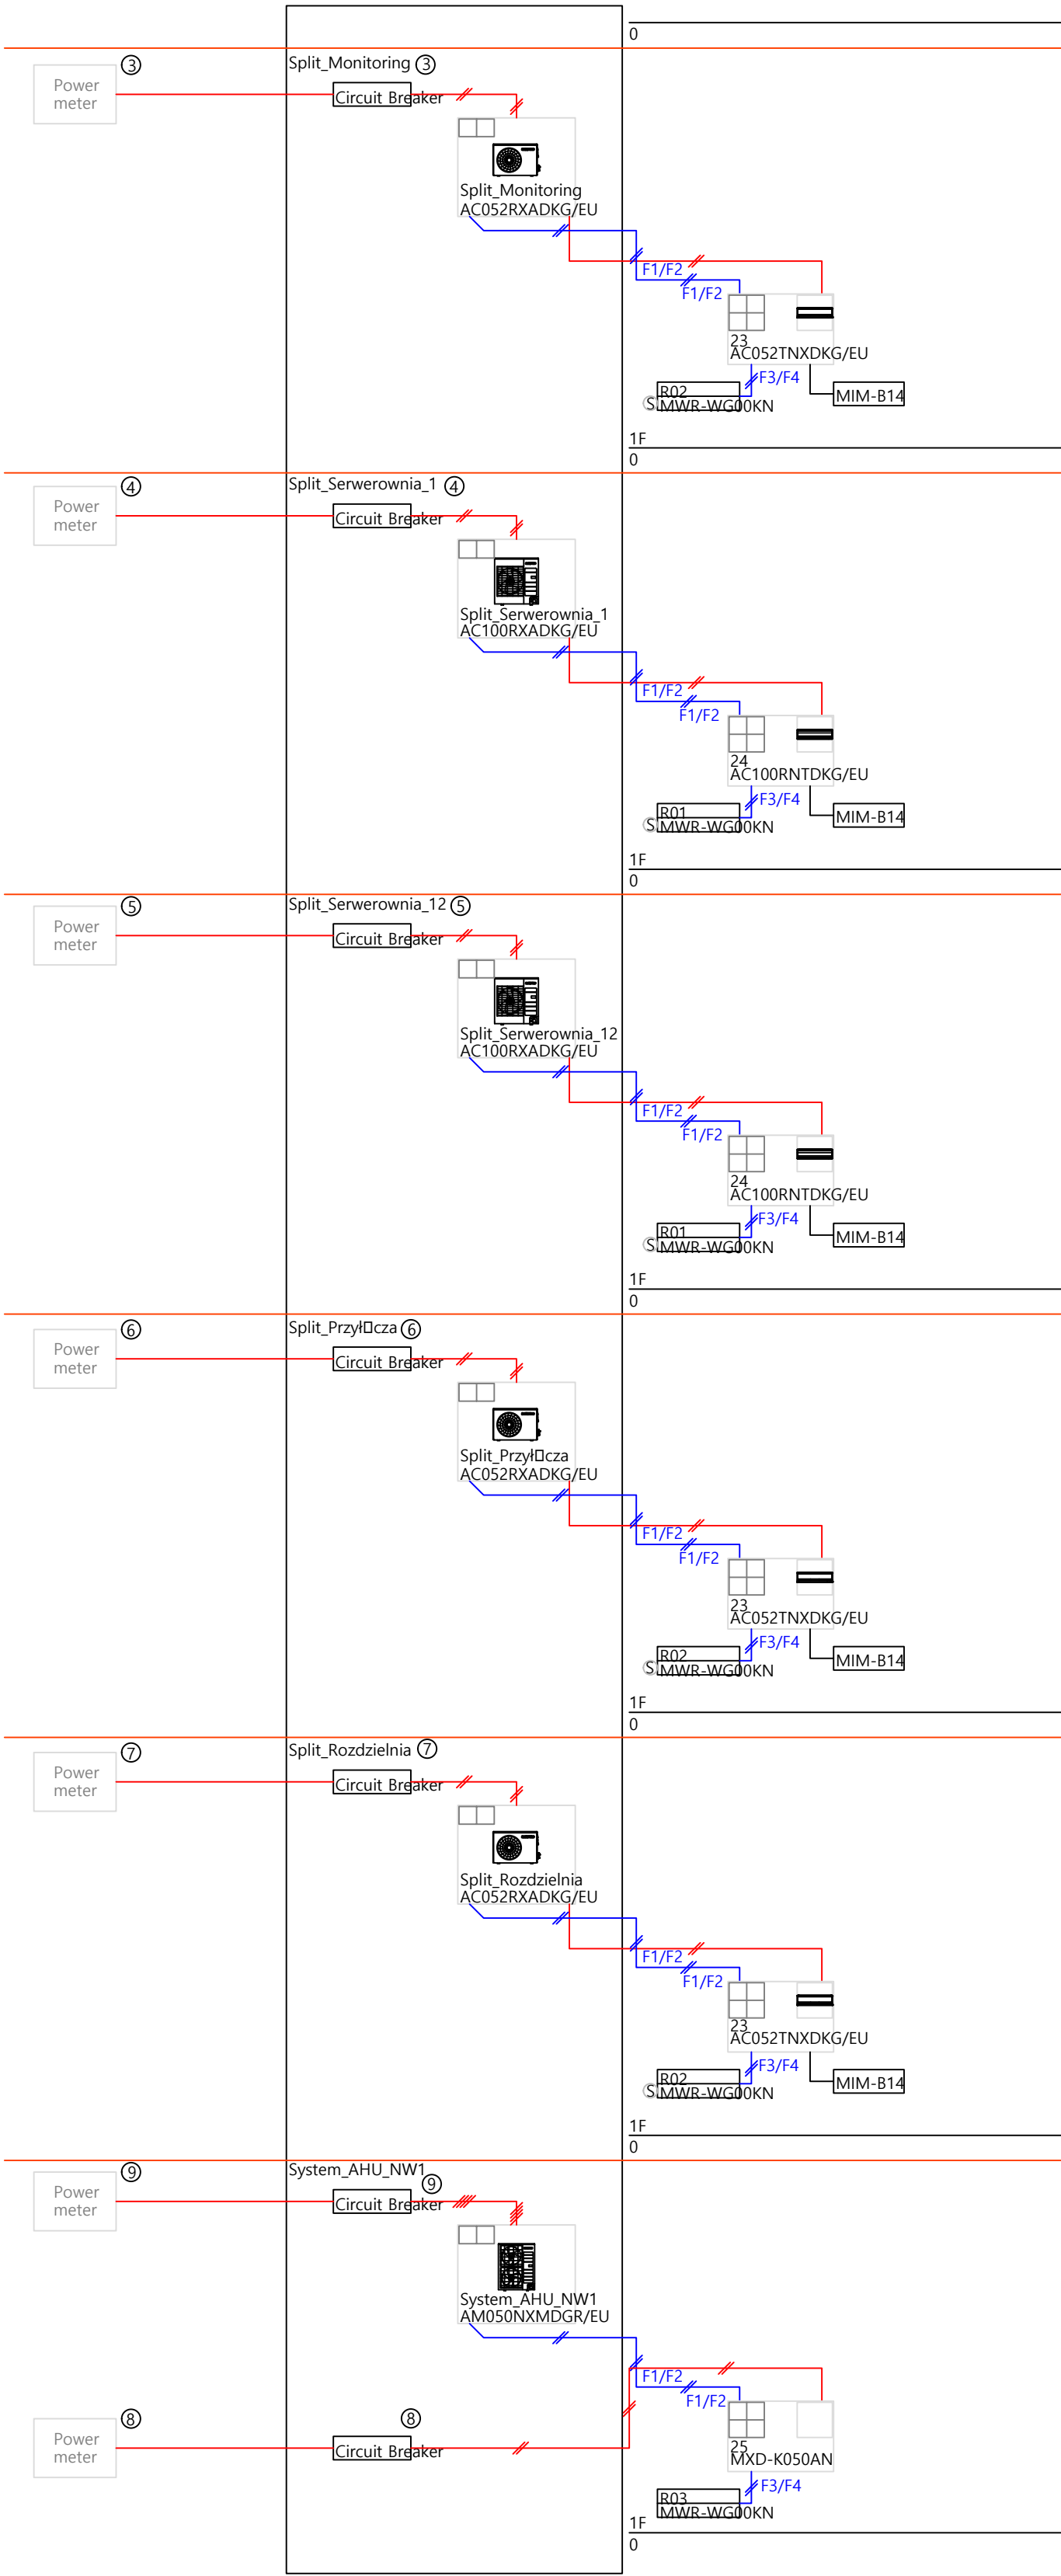 0
Power
meter
3
Split_Monitoring 3
Circuit Breaker
Split_Monitoring
AC052RXADKG/EU
F1/F2
F1/F2
23
AC052TNXDKG/EU
F3/F4
R02
S MWR-WG00KN
MIM-B14
1F
0
Power
meter
4
Split_Serwerownia_1 4
Circuit Breaker
Split_Serwerownia_1
AC100RXADKG/EU
F1/F2
F1/F2
24
AC100RNTDKG/EU
F3/F4
R01
S MWR-WG00KN
MIM-B14
1F
0
Power
meter
5
Split_Serwerownia_12 5
Circuit Breaker
Split_Serwerownia_12
AC100RXADKG/EU
F1/F2
F1/F2
24
AC100RNTDKG/EU
F3/F4
R01
S MWR-WG00KN
MIM-B14
1F
0
Power
meter
6
Split_Przył□cza 6
Circuit Breaker
Split_Przył□cza
AC052RXADKG/EU
F1/F2
F1/F2
23
AC052TNXDKG/EU
F3/F4
R02
S MWR-WG00KN
MIM-B14
1F
0
Power
meter
7
Split_Rozdzielnia 7
Circuit Breaker
Split_Rozdzielnia
AC052RXADKG/EU
F1/F2
F1/F2
23
AC052TNXDKG/EU
F3/F4
R02
S MWR-WG00KN
MIM-B14
1F
0
Power
meter
9
System_AHU_NW1
9
Circuit Breaker
System_AHU_NW1
AM050NXMDGR/EU
F1/F2
F1/F2
Power
meter
8
8
Circuit Breaker
25
MXD-K050AN
F3/F4
R03
MWR-WG00KN
1F
0